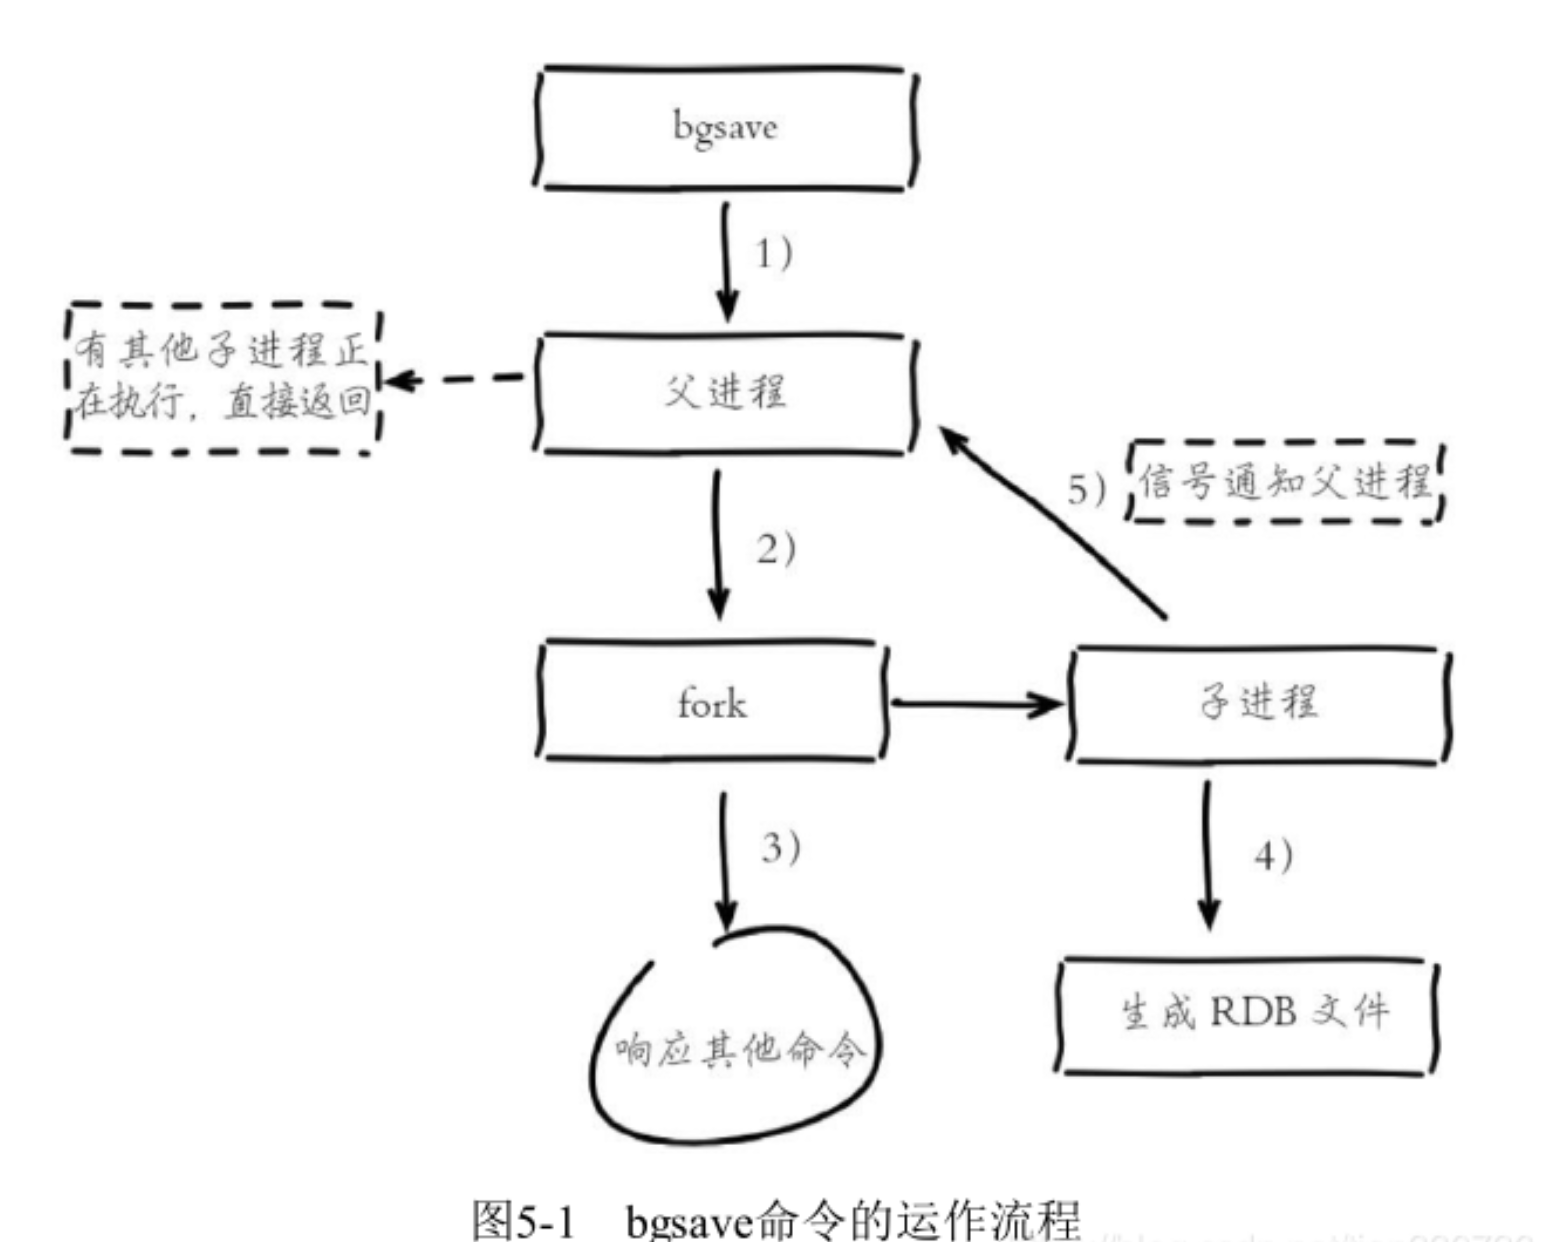 bgsave
1)
有其他子进程正
在执行，直接返回
父进程
5)
信号通知父进程
2)
fork
子进程
3)
4)
响应其他命令
生成 RDB 文件
图5-1 bgsave命令的运作流程